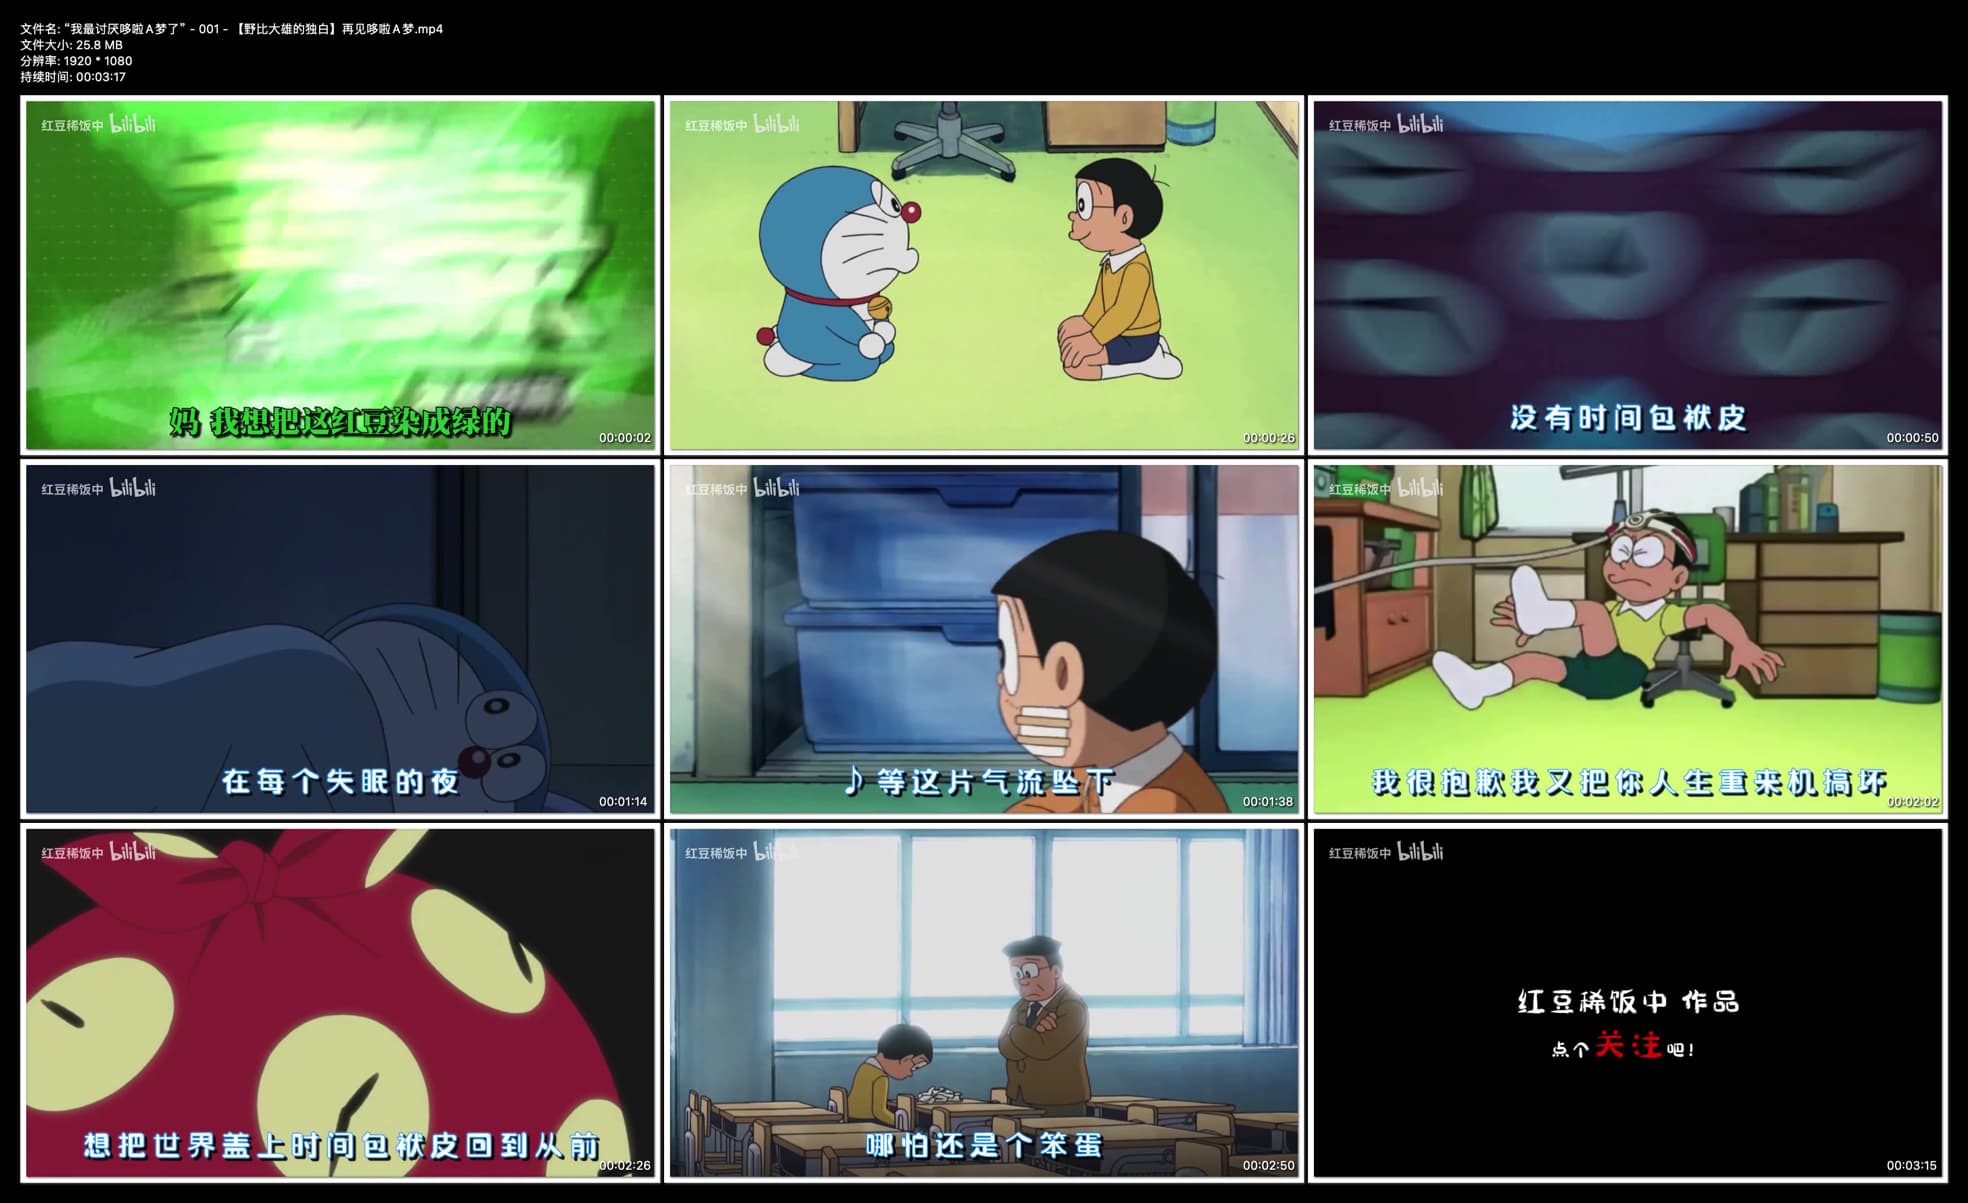 文件名: “我最讨厌哆啦A梦了” - 001 - 【野比大雄的独白】再见哆啦A梦.mp4
文件大小: 25.8 MB
分辨率: 1920 * 1080
持续时间: 00:03:17
红豆稀饭中 bilibili
妈 我想把这红豆染成绿的
00:00:02
红豆稀饭中 bilibili
00:00:26
红豆稀饭中 bilibili
没有时间包袱皮
00:00:50
红豆稀饭中 bilibili
在每个失眠的夜
00:01:14
红豆稀饭中 bilibili
♪等这片气流坠下
00:01:38
红豆稀饭中 bilibili
我很抱歉我又把你人生重来机搞坏
00:02:02
红豆稀饭中 bilibili
想把世界盖上时间包袱皮回到从前
00:02:26
红豆稀饭中 bilibili
哪怕还是个笨蛋
00:02:50
红豆稀饭中 bilibili
红豆稀饭中 作品
点个关注吧!
00:03:15